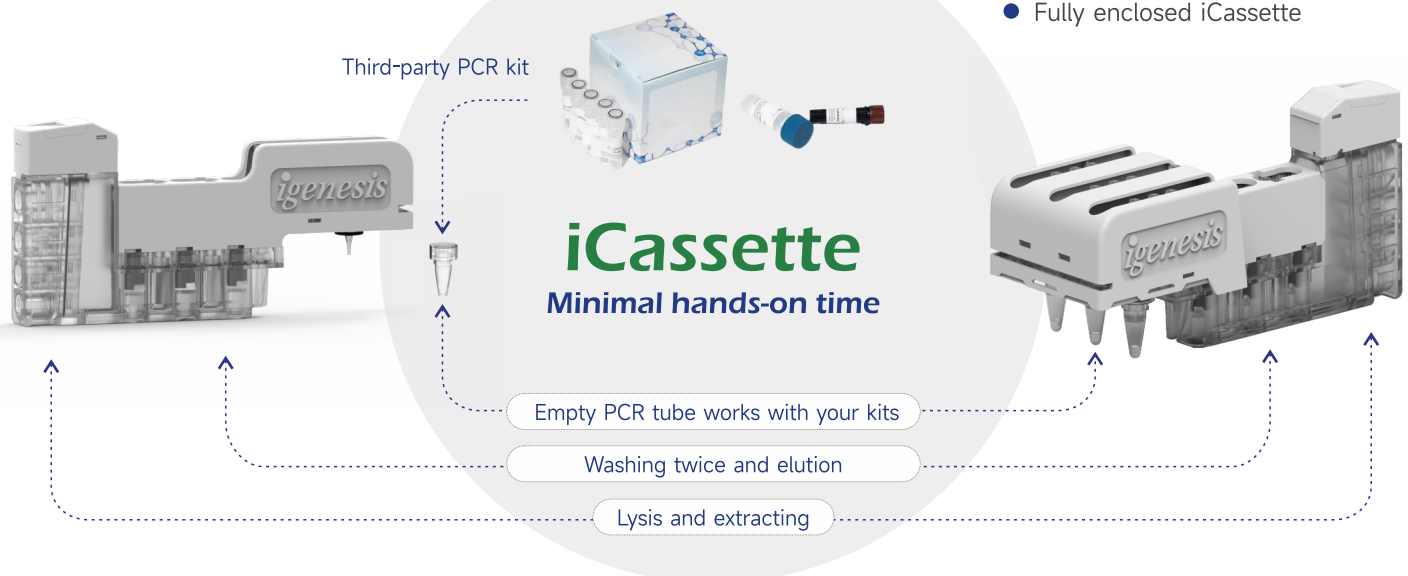 Fully enclosed iCassette
Third-party PCR kit
igenesis
igenesis
iCassette
Minimal hands-on time
Empty PCR tube works with your kits
Washing twice and elution
Lysis and extracting